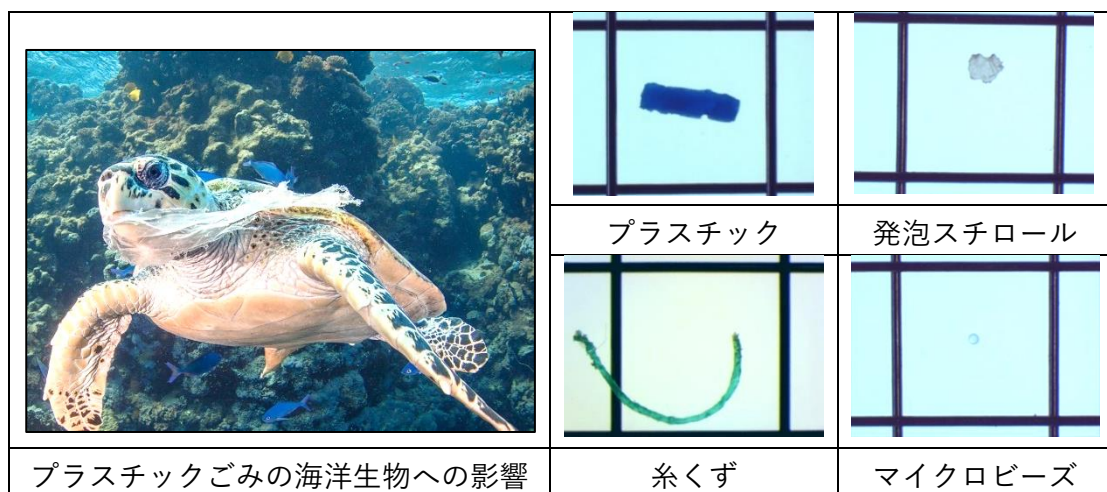 プラスチック
発泡スチロール
プラスチックごみの海洋生物への影響
糸くず
マイクロビーズ